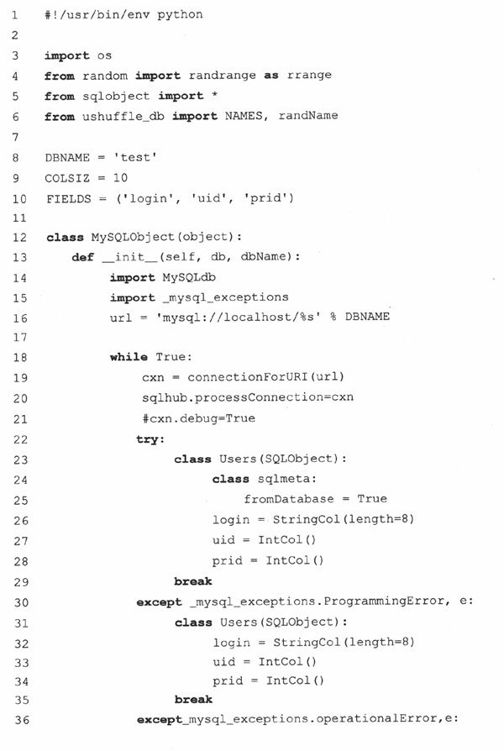 1 #!/usr/bin/env python
2
3 import os
4 from random import randrange as rrange
5 from sqlobject import *
6 from ushuffle_db import NAMES, randName
7
8 DBNAME = 'test'
9 COLSIZ = 10
10 FIELDS = ('login', 'uid', 'prid')
11
12 class MySQLObject(object):
13     def __init__(self, db, dbName):
14         import MySQLdb
15         import _mysql_exceptions
16         url = 'mysql://localhost/%s' % DBNAME
17
18         while True:
19             cxn = connectionForURI(url)
20             sqlhub.processConnection=cxn
21             #cxn.debug=True
22             try:
23                 class Users(SQLObject):
24                     class sqlmeta:
25                         fromDatabase = True
26                     login = StringCol(length=8)
27                     uid = IntCol()
28                     prid = IntCol()
29                 break
30             except _mysql_exceptions.ProgrammingError, e:
31                 class Users(SQLObject):
32                     login = StringCol(length=8)
33                     uid = IntCol()
34                     prid = IntCol()
35                 break
36             except_mysql_exceptions.operationalError,e: